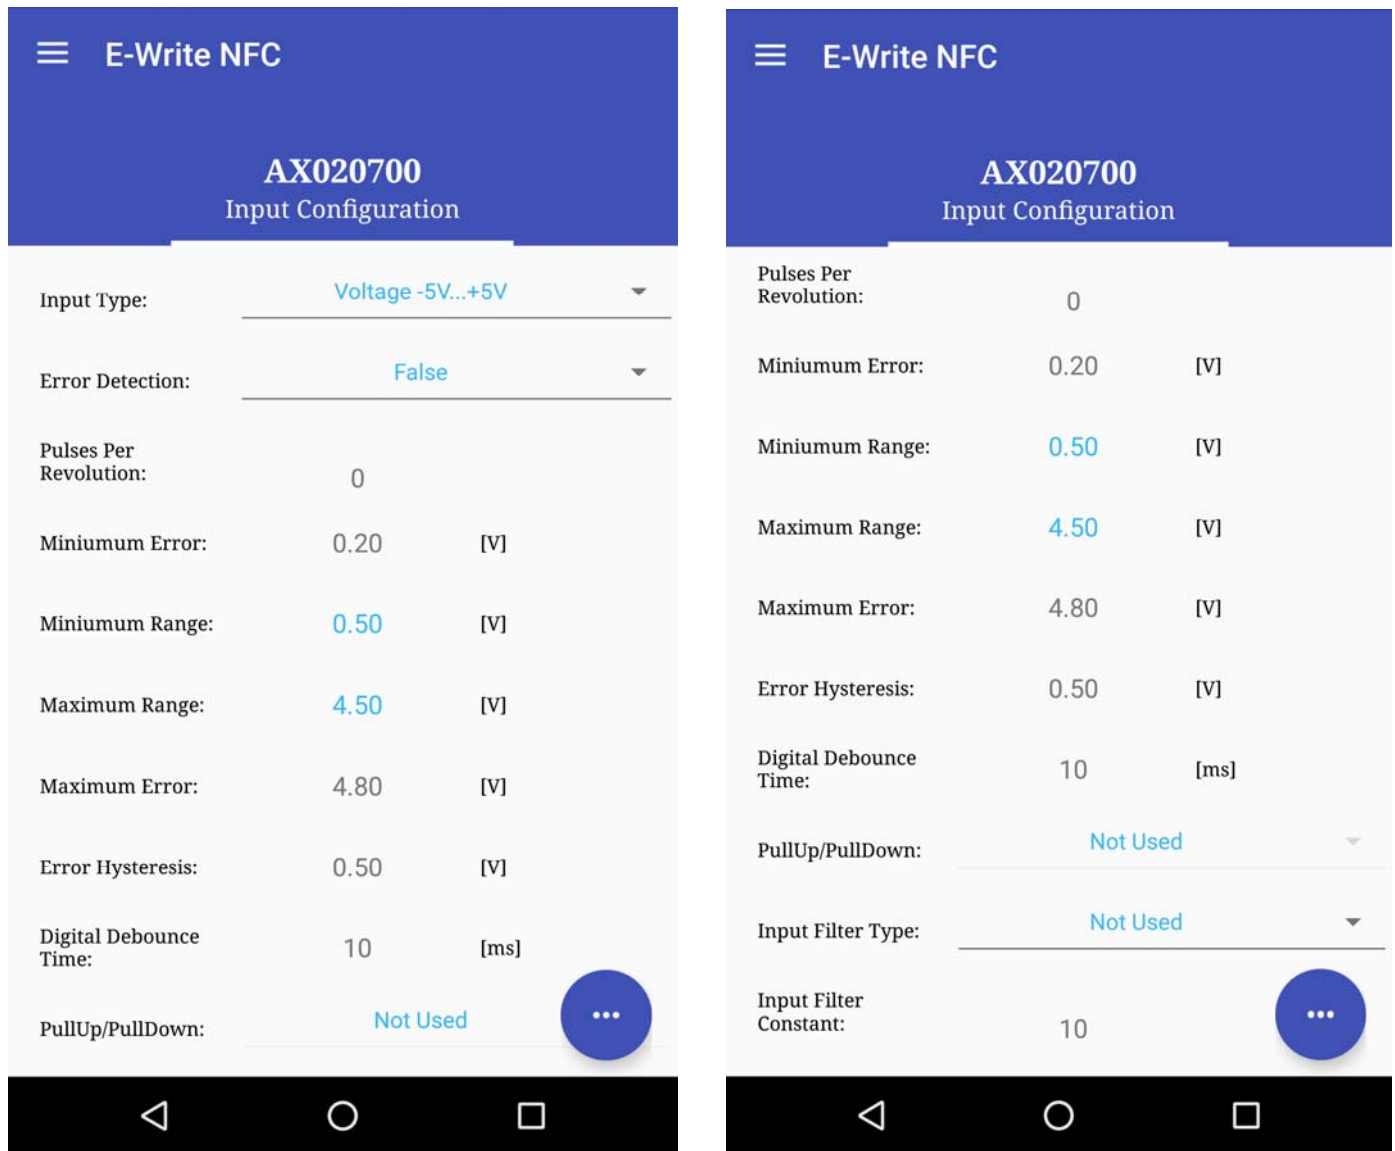 E-Write NFC
AX020700
Input Configuration
Input Type: Voltage -5V...+5V
Error Detection: False
Pulses Per
Revolution: 0
Miniumum Error: 0.20 [V]
Miniumum Range: 0.50 [V]
Maximum Range: 4.50 [V]
Maximum Error: 4.80 [V]
Error Hysteresis: 0.50 [V]
Digital Debounce
Time: 10 [ms]
PullUp/PullDown: Not Used
E-Write NFC
AX020700
Input Configuration
Pulses Per
Revolution: 0
Miniumum Error: 0.20 [V]
Miniumum Range: 0.50 [V]
Maximum Range: 4.50 [V]
Maximum Error: 4.80 [V]
Error Hysteresis: 0.50 [V]
Digital Debounce
Time: 10 [ms]
PullUp/PullDown: Not Used
Input Filter Type: Not Used
Input Filter
Constant: 10